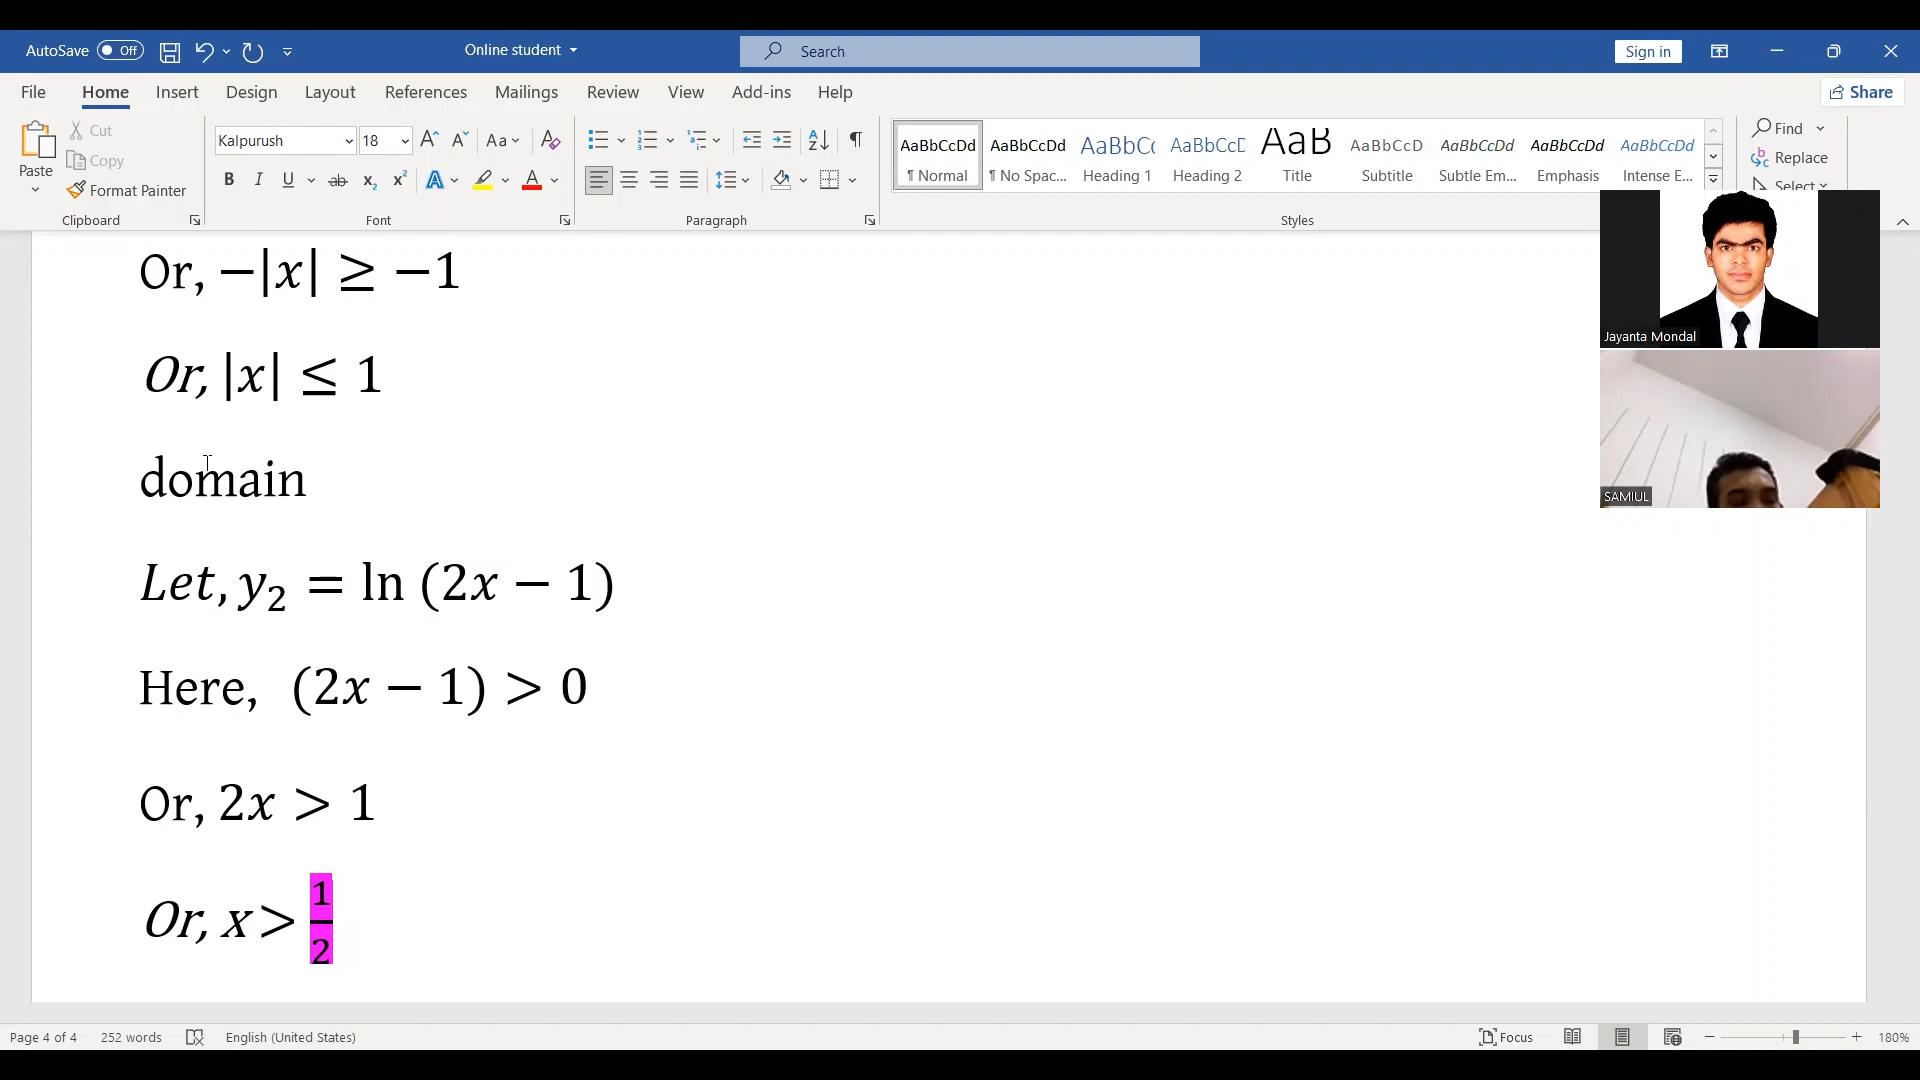 AutoSave Off Online student Search Sign in
File Home Insert Design Layout References Mailings Review View Add-ins Help Share
Paste Cut Copy Format Painter Clipboard
Kalpurush 18 Aa
B I U ab x₂ x² A A Font
Paragraph
AaBbCcDd ¶ Normal
AaBbCcDd ¶ No Spac...
AaBbCc Heading 1
AaBbCcD Heading 2
AaB Title
AaBbCcD Subtitle
AaBbCcDd Subtle Em...
AaBbCcDd Emphasis
AaBbCcDd Intense E...
Styles
Find
Replace
Select
Jayanta Mondal
SAMIUL
Or, −|x| ≥ −1
Or, |x| ≤ 1
domain
Let, y₂ = ln (2x − 1)
Here, (2x − 1) > 0
Or, 2x > 1
Or, x > 1/2
Page 4 of 4 252 words English (United States) Focus 180%